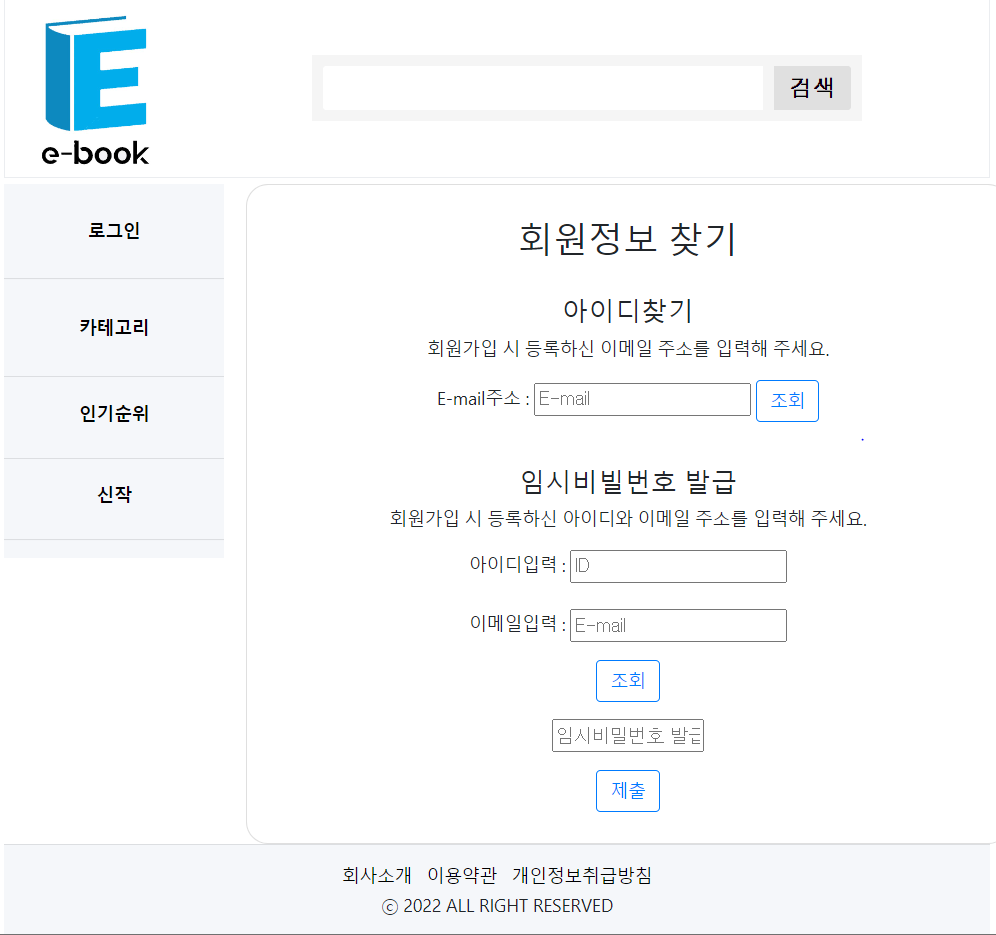 e-book
검색
로그인
카테고리
인기순위
신작
회원정보 찾기
아이디찾기
회원가입 시 등록하신 이메일 주소를 입력해 주세요.
E-mail주소 : E-mail 조회
임시비빌번호 발급
회원가입 시 등록하신 아이디와 이메일 주소를 입력해 주세요.
아이디입력 : ID
이메일입력 : E-mail
조회
임시비밀번호 발급
제출
회사소개 이용약관 개인정보취급방침
ⓒ 2022 ALL RIGHT RESERVED